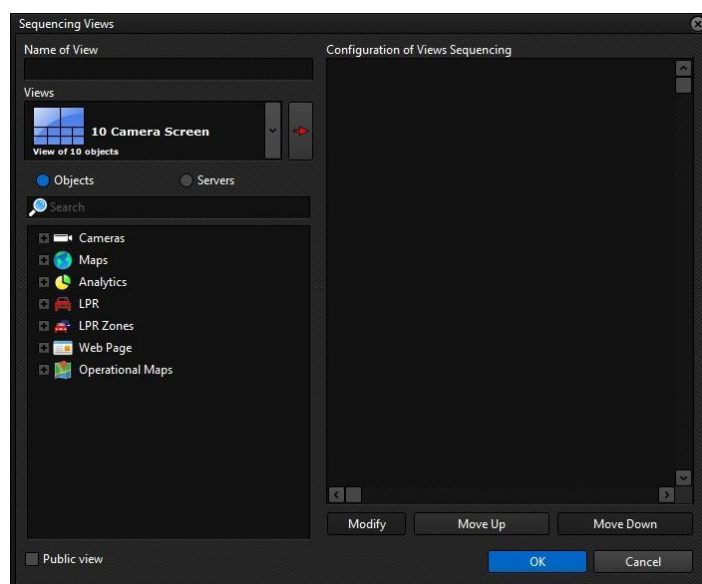 Sequencing Views
Name of View
Views
10 Camera Screen
View of 10 objects
Objects
Servers
Search
Cameras
Maps
Analytics
LPR
LPR Zones
Web Page
Operational Maps
Public view
Configuration of Views Sequencing
Modify
Move Up
Move Down
OK
Cancel